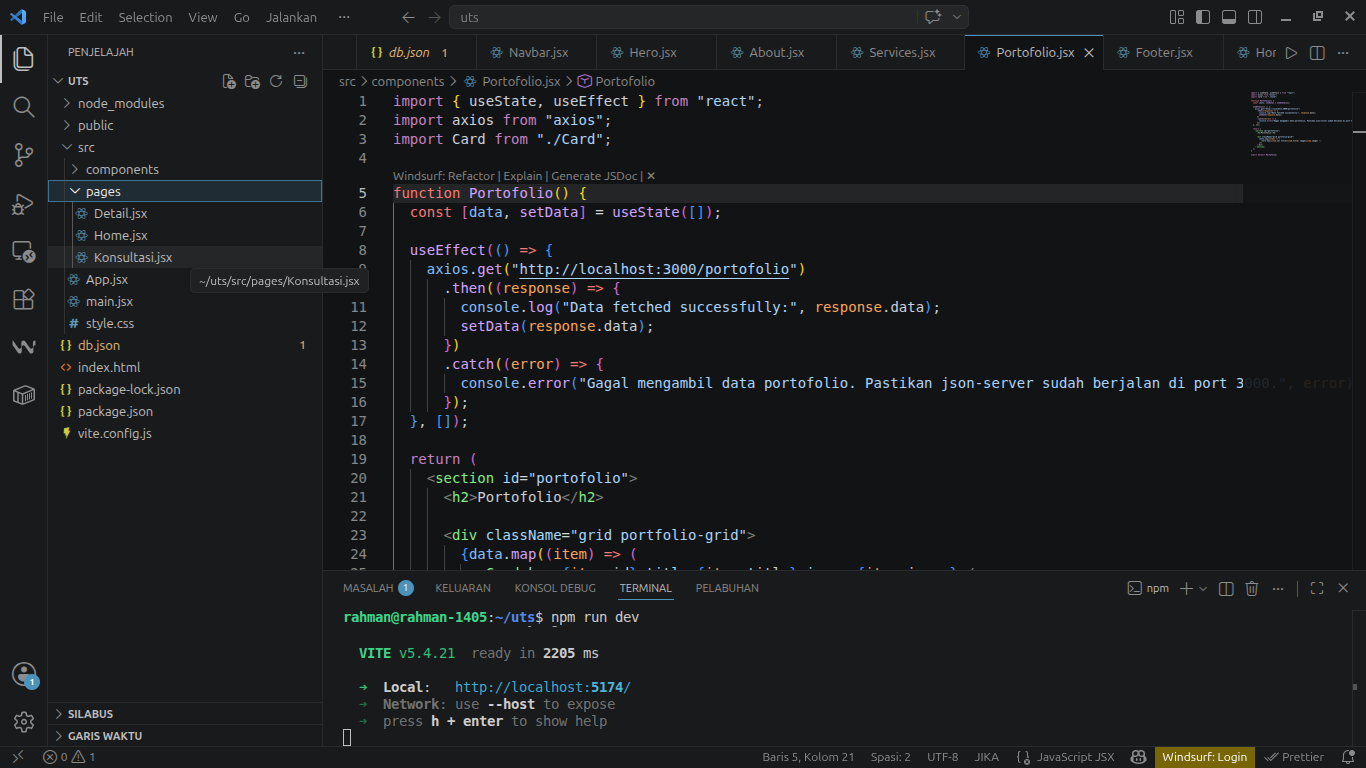 File Edit Selection View Go Jalankan ··· uts
PENJELAJAH ···
UTS
node_modules
public
src
components
pages
Detail.jsx
Home.jsx
Konsultasi.jsx
App.jsx
~/uts/src/pages/Konsultasi.jsx
main.jsx
# style.css
{} db.json 1
<> index.html
{} package-lock.json
{} package.json
vite.config.js
SILABUS
GARIS WAKTU
{} db.json 1 Navbar.jsx Hero.jsx About.jsx Services.jsx Portofolio.jsx Footer.jsx Hor ···
src > components > Portofolio.jsx > Portofolio
1 import { useState, useEffect } from "react";
2 import axios from "axios";
3 import Card from "./Card";
4
Windsurf: Refactor | Explain | Generate JSDoc | ×
5 function Portofolio() {
6 const [data, setData] = useState([]);
7
8 useEffect(() => {
axios.get("http://localhost:3000/portofolio")
.then((response) => {
11 console.log("Data fetched successfully:", response.data);
12 setData(response.data);
13 })
14 .catch((error) => {
15 console.error("Gagal mengambil data portofolio. Pastikan json-server sudah berjalan di port 3000.", error)
16 });
17 }, []);
18
19 return (
20 <section id="portofolio">
21 <h2>Portofolio</h2>
22
23 <div className="grid portfolio-grid">
24 {data.map((item) => (
MASALAH 1 KELUARAN KONSOL DEBUG TERMINAL PELABUHAN npm ···
rahman@rahman-1405:~/uts$ npm run dev
VITE v5.4.21 ready in 2205 ms
➜ Local: http://localhost:5174/
➜ Network: use --host to expose
➜ press h + enter to show help
1
0 1 Baris 5, Kolom 21 Spasi: 2 UTF-8 JIKA {} JavaScript JSX Windsurf: Login Prettier